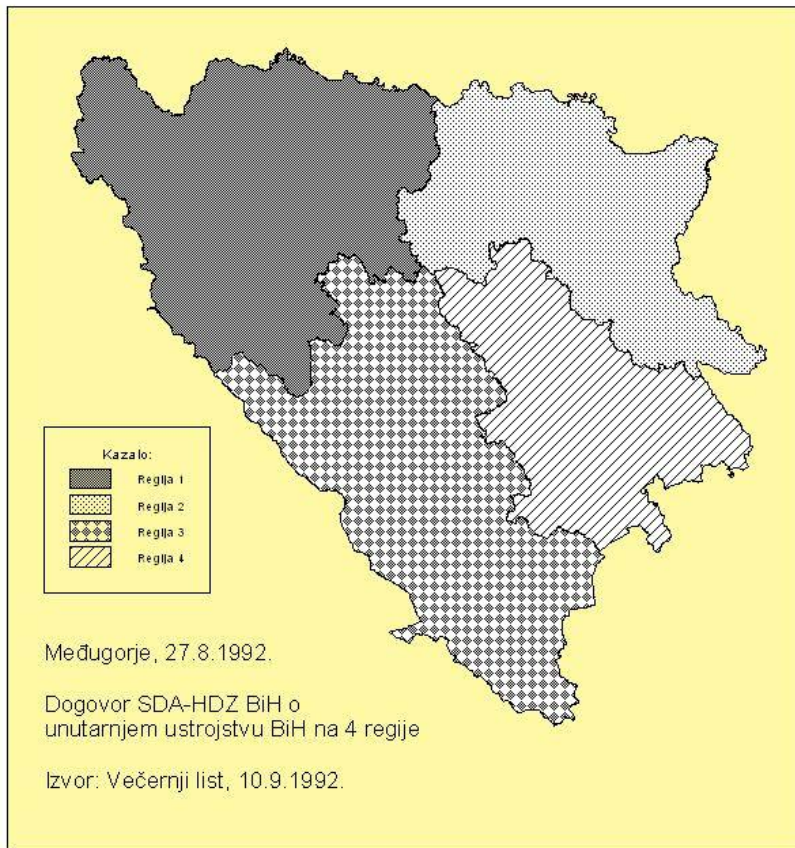 Kazalo:
Regija 1
Regija 2
Regija 3
Regija 4
Međugorje, 27.8.1992.
Dogovor SDA-HDZ BiH o
unutarnjem ustrojstvu BiH na 4 regije
Izvor: Večernji list, 10.9.1992.